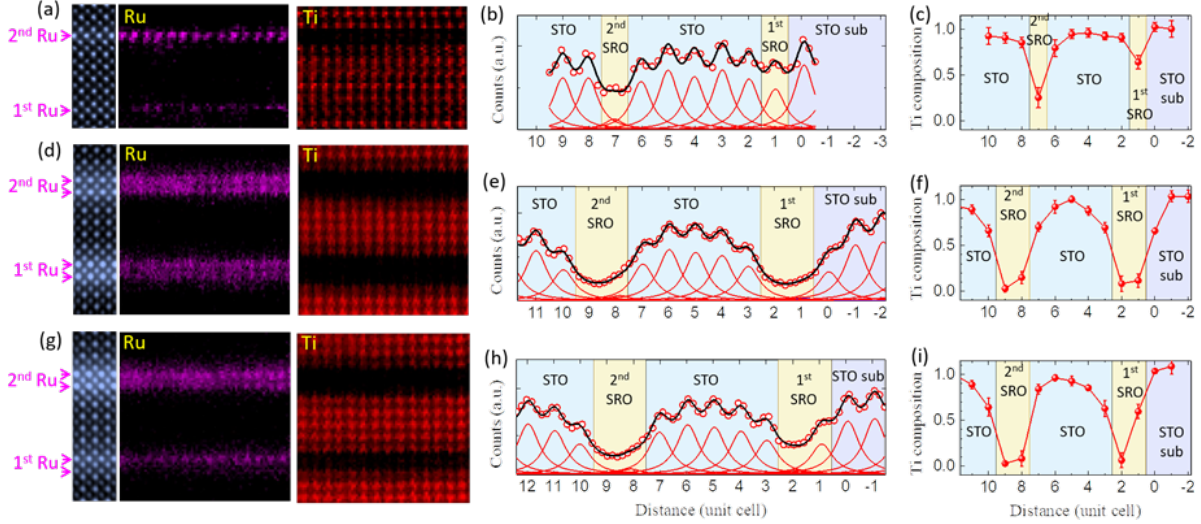 (a)
Ru
Ti
2nd Ru
1st Ru
(b)
STO
2nd
SRO
STO
1st
SRO
STO sub
Counts (a.u.)
10 9 8 7 6 5 4 3 2 1 0 -1 -2 -3
(c)
2nd
SRO
STO
STO
1st
SRO
STO
sub
Ti composition
1.0
0.5
0.0
10 8 6 4 2 0 -2
(d)
Ru
Ti
2nd Ru
1st Ru
(e)
STO
2nd
SRO
STO
1st
SRO
STO sub
Counts (a.u.)
11 10 9 8 7 6 5 4 3 2 1 0 -1 -2
(f)
2nd
SRO
1st
SRO
STO
STO
STO
sub
Ti composition
1.0
0.5
0.0
10 8 6 4 2 0 -2
(g)
Ru
Ti
2nd Ru
1st Ru
(h)
STO
2nd
SRO
STO
1st
SRO
STO sub
Counts (a.u.)
12 11 10 9 8 7 6 5 4 3 2 1 0 -1
Distance (unit cell)
(i)
2nd
SRO
1st
SRO
STO
STO
STO
sub
Ti composition
1.0
0.5
0.0
10 8 6 4 2 0 -2
Distance (unit cell)